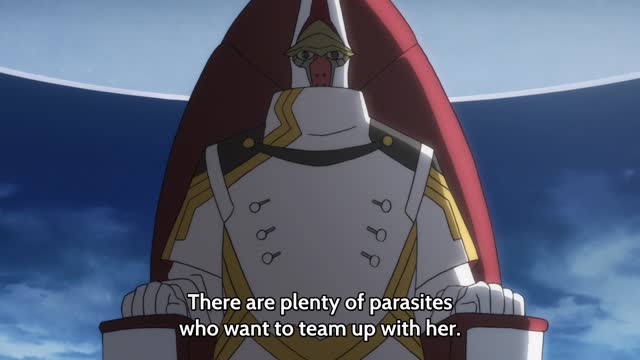 There are plenty of parasites
who want to team up with her.